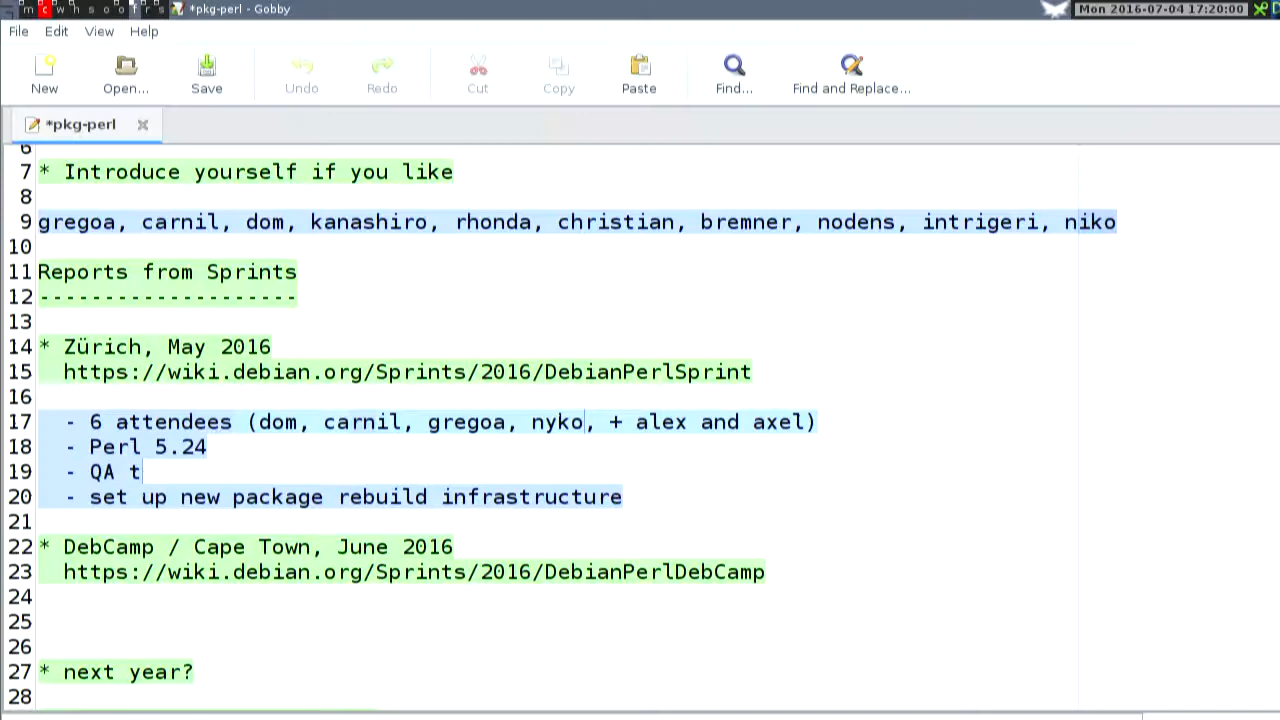 m c w h s o o f r s *pkg-perl - Gobby Mon 2016-07-04 17:20:00
File Edit View Help
New Open... Save Undo Redo Cut Copy Paste Find... Find and Replace...
*pkg-perl
6
7 * Introduce yourself if you like
8
9 gregoa, carnil, dom, kanashiro, rhonda, christian, bremner, nodens, intrigeri, niko
10
11 Reports from Sprints
12 --------------------
13
14 * Zürich, May 2016
15 https://wiki.debian.org/Sprints/2016/DebianPerlSprint
16
17 - 6 attendees (dom, carnil, gregoa, nyko, + alex and axel)
18 - Perl 5.24
19 - QA t
20 - set up new package rebuild infrastructure
21
22 * DebCamp / Cape Town, June 2016
23 https://wiki.debian.org/Sprints/2016/DebianPerlDebCamp
24
25
26
27 * next year?
28